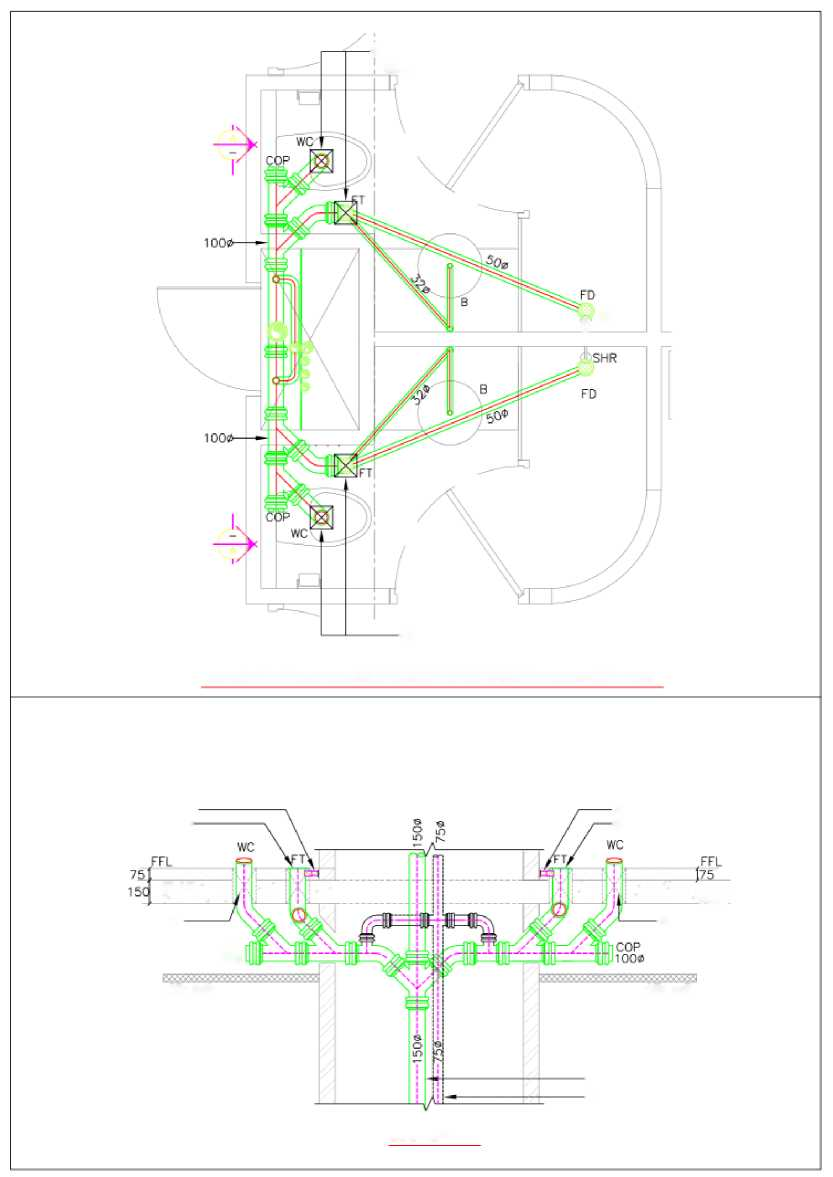 WC
COP
FT
100ø
50ø
32ø
B
FD
SHR
B
FD
32ø
50ø
100ø
FT
COP
WC
150ø
75ø
WC
FT
FT
WC
FFL
FFL
75
75
150
COP
100ø
150ø
75ø